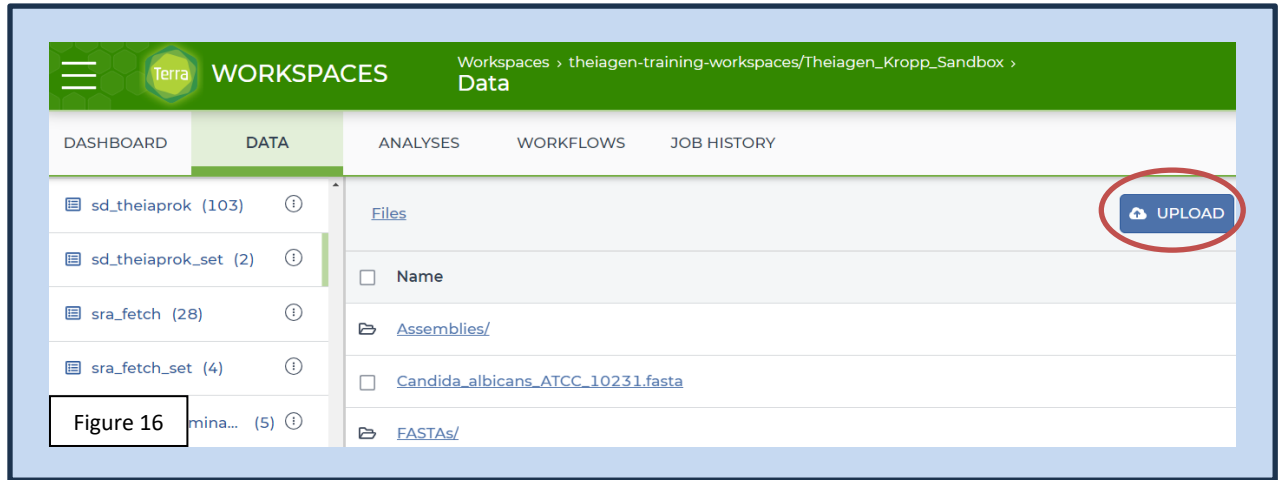 Terra WORKSPACES
Workspaces › theiagen-training-workspaces/Theiagen_Kropp_Sandbox ›
Data
DASHBOARD DATA ANALYSES WORKFLOWS JOB HISTORY
sd_theiaprok (103)
sd_theiaprok_set (2)
sra_fetch (28)
sra_fetch_set (4)
mina... (5)
Figure 16
Files
UPLOAD
Name
Assemblies/
Candida_albicans_ATCC_10231.fasta
FASTAs/